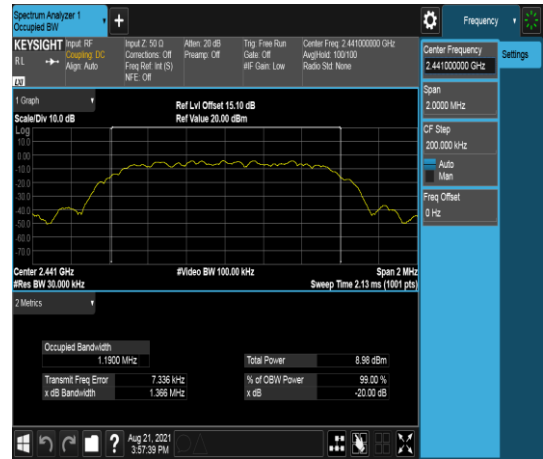 Spectrum Analyzer 1
Occupied BW
Frequency
KEYSIGHT
RL
LXI
Input: RF
Coupling: DC
Align: Auto
Input Z: 50 Ω
Corrections: Off
Freq Ref: Int (S)
NFE: Off
Atten: 20 dB
Preamp: Off
Trig: Free Run
Gate: Off
#IF Gain: Low
Center Freq: 2.441000000 GHz
Avg|Hold: 100/100
Radio Std: None
Center Frequency
2.441000000 GHz
Settings
Span
2.0000 MHz
CF Step
200.000 kHz
Auto
Man
Freq Offset
0 Hz
1 Graph
Scale/Div 10.0 dB
Ref Lvl Offset 15.10 dB
Ref Value 20.00 dBm
Log
10.0
0.00
-10.0
-20.0
-30.0
-40.0
-50.0
-60.0
-70.0
Center 2.441 GHz
#Res BW 30.000 kHz
#Video BW 100.00 kHz
Span 2 MHz
Sweep Time 2.13 ms (1001 pts)
2 Metrics
Occupied Bandwidth
1.1900 MHz
Total Power 8.98 dBm
Transmit Freq Error 7.336 kHz
% of OBW Power 99.00 %
x dB Bandwidth 1.366 MHz
x dB -20.00 dB
?
Aug 21, 2021
3:57:39 PM